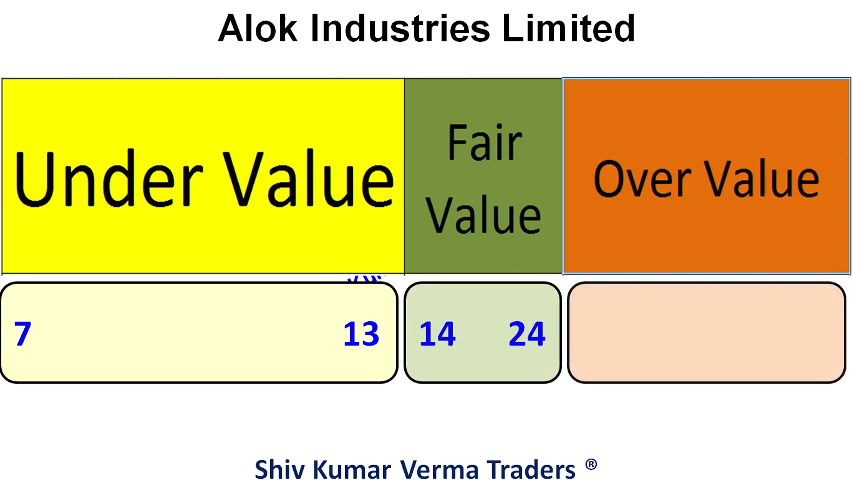 Alok Industries Limited
Under Value
Fair
Value
Over Value
7 13 14 24
Shiv Kumar Verma Traders ®